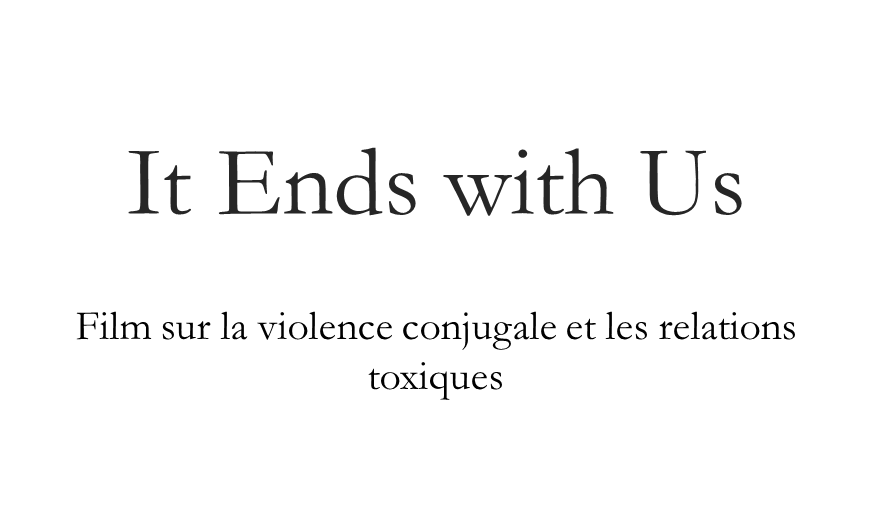 It Ends with Us
Film sur la violence conjugale et les relations
toxiques